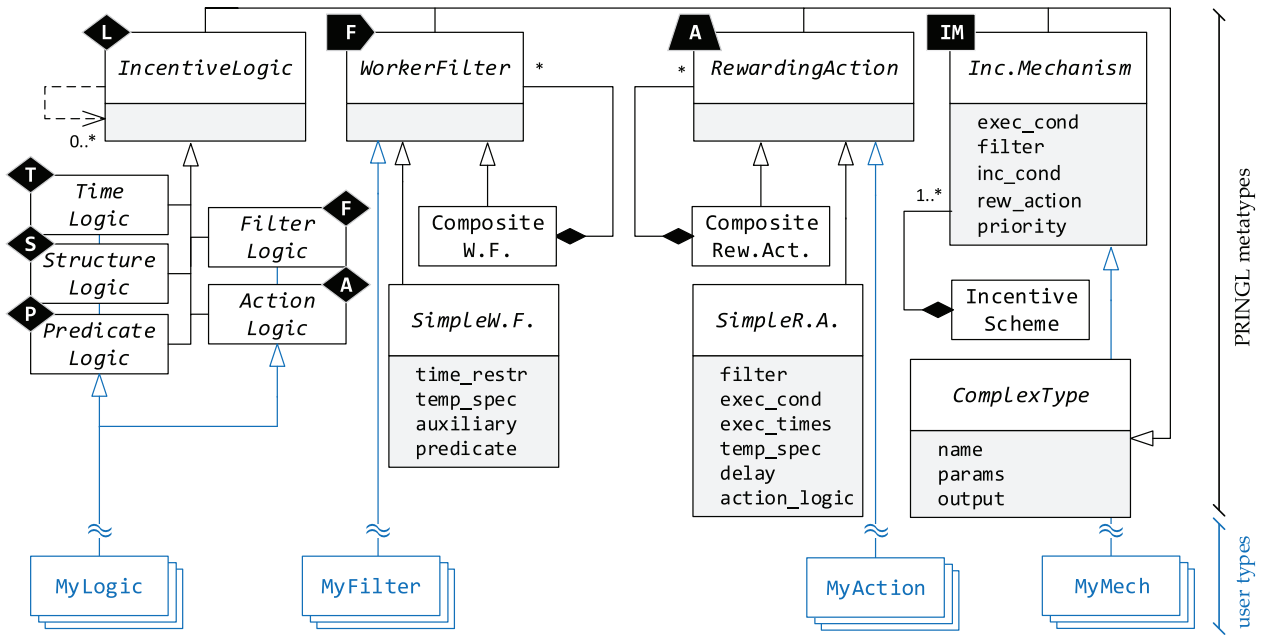 L
IncentiveLogic
0..*
T
Time
Logic
S
Structure
Logic
P
Predicate
Logic
F
Filter
Logic
A
Action
Logic
F
WorkerFilter
*
Composite
W.F.
SimpleW.F.
time_restr
temp_spec
auxiliary
predicate
A
RewardingAction
*
Composite
Rew.Act.
SimpleR.A.
filter
exec_cond
exec_times
temp_spec
delay
action_logic
IM
Inc.Mechanism
exec_cond
filter
inc_cond
rew_action
priority
1..*
Incentive
Scheme
ComplexType
name
params
output
PRINGL metatypes
MyLogic
MyFilter
MyAction
MyMech
user types